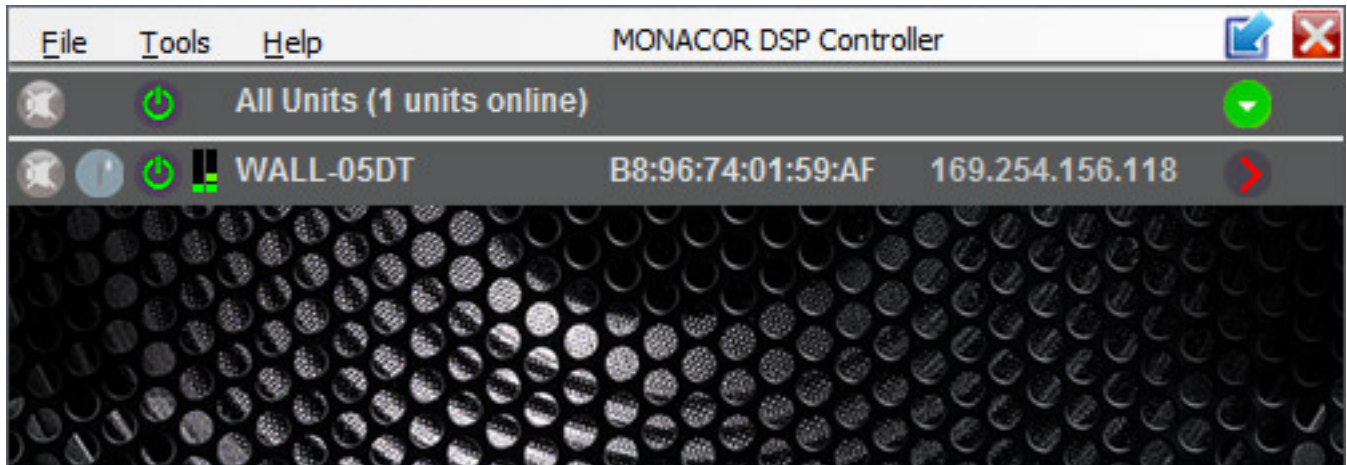 File Tools Help MONACOR DSP Controller
All Units (1 units online)
WALL-05DT B8:96:74:01:59:AF 169.254.156.118